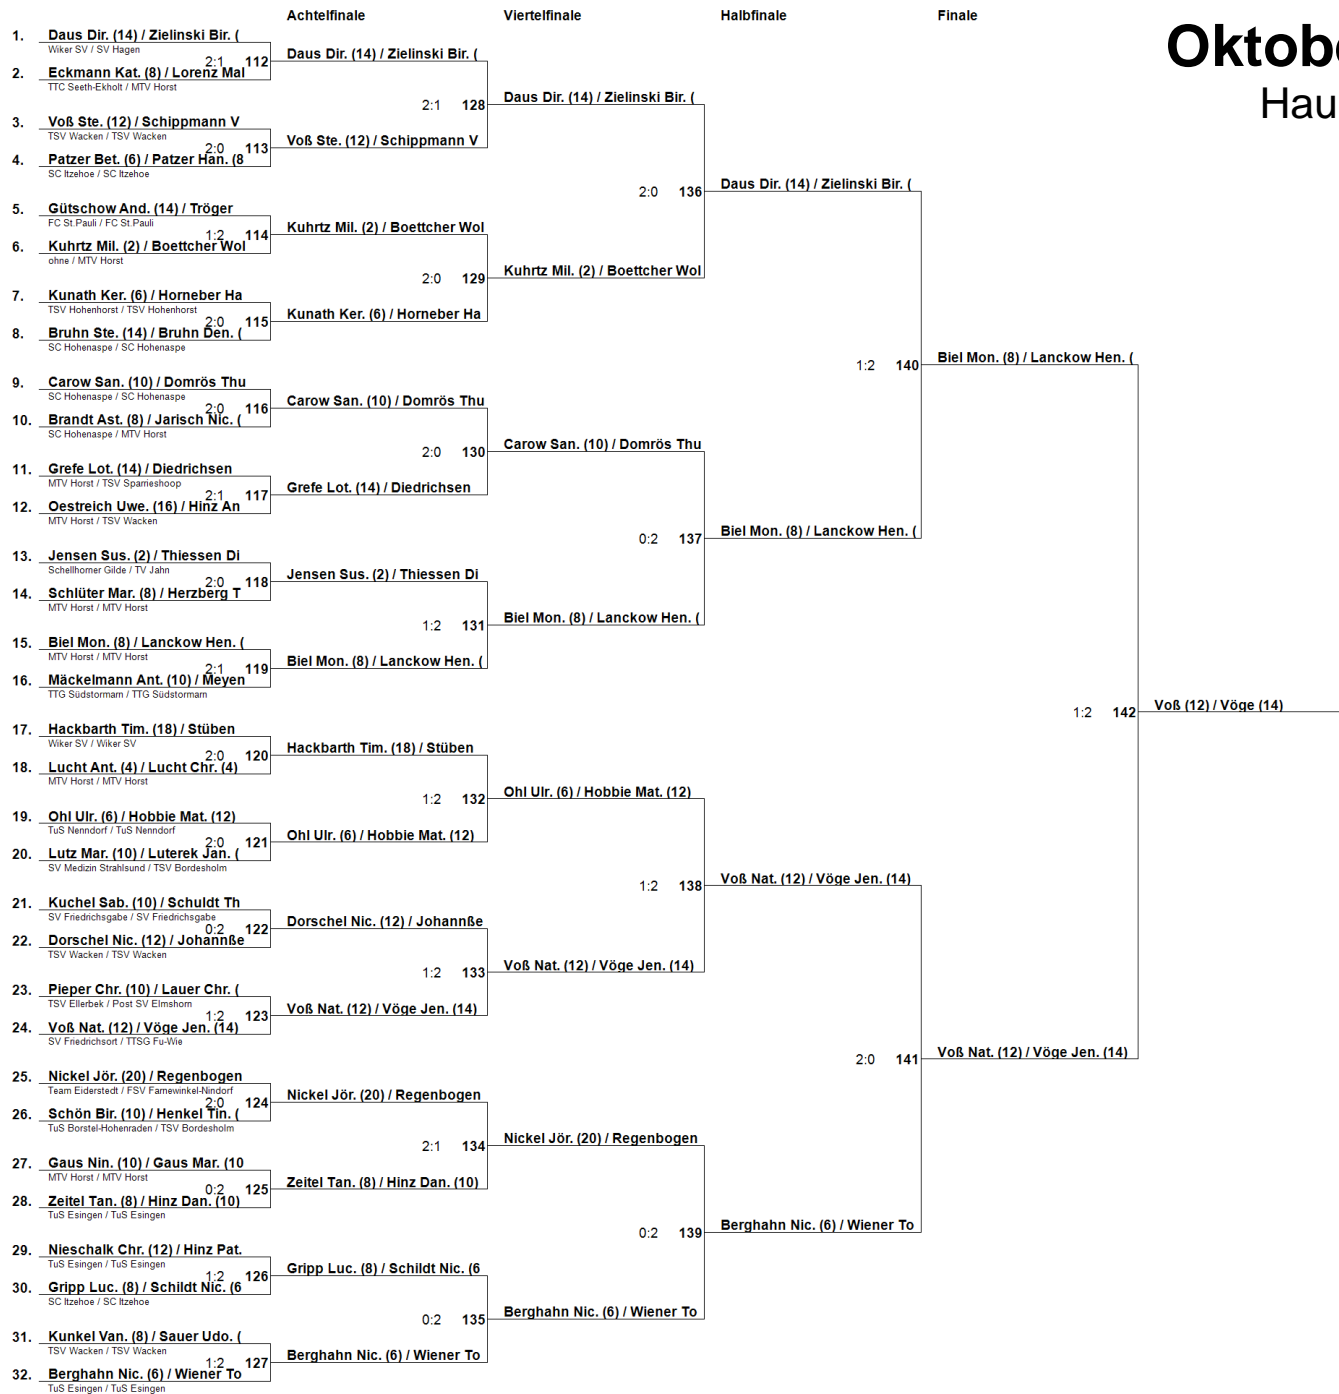 Achtelfinale
Viertelfinale
Halbfinale
Finale
Oktobe
Hau
1. Daus Dir. (14) / Zielinski Bir. (
Wiker SV / SV Hagen
2:1 112
2. Eckmann Kat. (8) / Lorenz Mal
TTC Seeth-Ekholt / MTV Horst
3. Voß Ste. (12) / Schippmann V
TSV Wacken / TSV Wacken
2:0 113
4. Patzer Bet. (6) / Patzer Han. (8
SC Itzehoe / SC Itzehoe
5. Gütschow And. (14) / Tröger
FC St.Pauli / FC St.Pauli
1:2 114
6. Kuhrtz Mil. (2) / Boettcher Wol
ohne / MTV Horst
7. Kunath Ker. (6) / Horneber Ha
TSV Hohenhorst / TSV Hohenhorst
2:0 115
8. Bruhn Ste. (14) / Bruhn Den. (
SC Hohenaspe / SC Hohenaspe
9. Carow San. (10) / Domrös Thu
SC Hohenaspe / SC Hohenaspe
2:0 116
10. Brandt Ast. (8) / Jarisch Nic. (
SC Hohenaspe / MTV Horst
11. Grefe Lot. (14) / Diedrichsen
MTV Horst / TSV Sparrieshoop
2:1 117
12. Oestreich Uwe. (16) / Hinz An
MTV Horst / TSV Wacken
13. Jensen Sus. (2) / Thiessen Di
Schellhorner Gilde / TV Jahn
2:0 118
14. Schlüter Mar. (8) / Herzberg T
MTV Horst / MTV Horst
15. Biel Mon. (8) / Lanckow Hen. (
MTV Horst / MTV Horst
2:1 119
16. Mäckelmann Ant. (10) / Meyen
TTG Südstormarn / TTG Südstormarn
17. Hackbarth Tim. (18) / Stüben
Wiker SV / Wiker SV
2:0 120
18. Lucht Ant. (4) / Lucht Chr. (4)
MTV Horst / MTV Horst
19. Ohl Ulr. (6) / Hobbie Mat. (12)
TuS Nenndorf / TuS Nenndorf
2:0 121
20. Lutz Mar. (10) / Luterek Jan. (
SV Medizin Strahlsund / TSV Bordesholm
21. Kuchel Sab. (10) / Schuldt Th
SV Friedrichsgabe / SV Friedrichsgabe
0:2 122
22. Dorschel Nic. (12) / Johannße
TSV Wacken / TSV Wacken
23. Pieper Chr. (10) / Lauer Chr. (
TSV Ellerbek / Post SV Elmshorn
1:2 123
24. Voß Nat. (12) / Vöge Jen. (14)
SV Friedrichsort / TTSG Fu-Wie
25. Nickel Jör. (20) / Regenbogen
Team Eiderstedt / FSV Farnewinkel-Nindorf
2:0 124
26. Schön Bir. (10) / Henkel Tin. (
TuS Borstel-Hohenraden / TSV Bordesholm
27. Gaus Nin. (10) / Gaus Mar. (10
MTV Horst / MTV Horst
0:2 125
28. Zeitel Tan. (8) / Hinz Dan. (10)
TuS Esingen / TuS Esingen
29. Nieschalk Chr. (12) / Hinz Pat.
TuS Esingen / TuS Esingen
1:2 126
30. Gripp Luc. (8) / Schildt Nic. (6
SC Itzehoe / SC Itzehoe
31. Kunkel Van. (8) / Sauer Udo. (
TSV Wacken / TSV Wacken
1:2 127
32. Berghahn Nic. (6) / Wiener To
TuS Esingen / TuS Esingen
Daus Dir. (14) / Zielinski Bir. (
2:1 128
Voß Ste. (12) / Schippmann V
Kuhrtz Mil. (2) / Boettcher Wol
2:0 129
Kunath Ker. (6) / Horneber Ha
Carow San. (10) / Domrös Thu
2:0 130
Grefe Lot. (14) / Diedrichsen
Jensen Sus. (2) / Thiessen Di
1:2 131
Biel Mon. (8) / Lanckow Hen. (
Hackbarth Tim. (18) / Stüben
1:2 132
Ohl Ulr. (6) / Hobbie Mat. (12)
Dorschel Nic. (12) / Johannße
1:2 133
Voß Nat. (12) / Vöge Jen. (14)
Nickel Jör. (20) / Regenbogen
2:1 134
Zeitel Tan. (8) / Hinz Dan. (10)
Gripp Luc. (8) / Schildt Nic. (6
0:2 135
Berghahn Nic. (6) / Wiener To
Daus Dir. (14) / Zielinski Bir. (
2:0 136
Kuhrtz Mil. (2) / Boettcher Wol
Carow San. (10) / Domrös Thu
0:2 137
Biel Mon. (8) / Lanckow Hen. (
Ohl Ulr. (6) / Hobbie Mat. (12)
1:2 138
Voß Nat. (12) / Vöge Jen. (14)
Nickel Jör. (20) / Regenbogen
0:2 139
Berghahn Nic. (6) / Wiener To
Daus Dir. (14) / Zielinski Bir. (
1:2 140
Biel Mon. (8) / Lanckow Hen. (
Voß Nat. (12) / Vöge Jen. (14)
2:0 141
Berghahn Nic. (6) / Wiener To
Biel Mon. (8) / Lanckow Hen. (
1:2 142
Voß Nat. (12) / Vöge Jen. (14)
Voß (12) / Vöge (14)